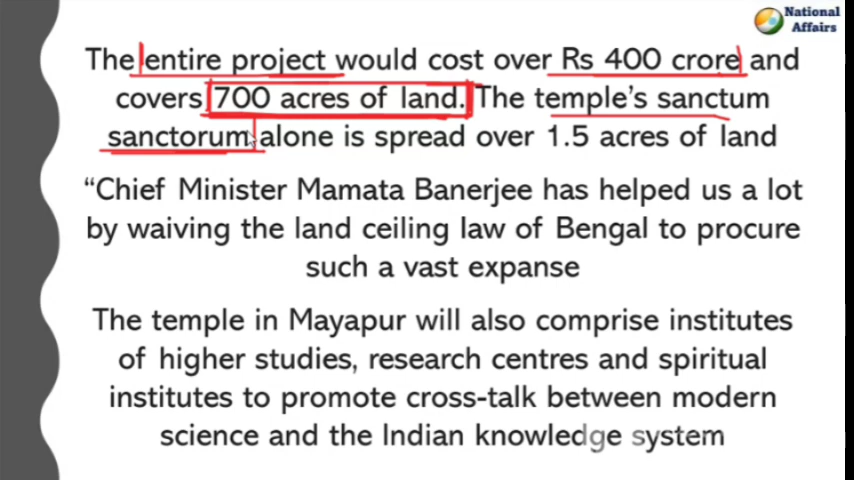 National
Affairs
The entire project would cost over Rs 400 crore and
covers 700 acres of land. The temple's sanctum
sanctorum alone is spread over 1.5 acres of land
“Chief Minister Mamata Banerjee has helped us a lot
by waiving the land ceiling law of Bengal to procure
such a vast expanse
The temple in Mayapur will also comprise institutes
of higher studies, research centres and spiritual
institutes to promote cross-talk between modern
science and the Indian knowledge system